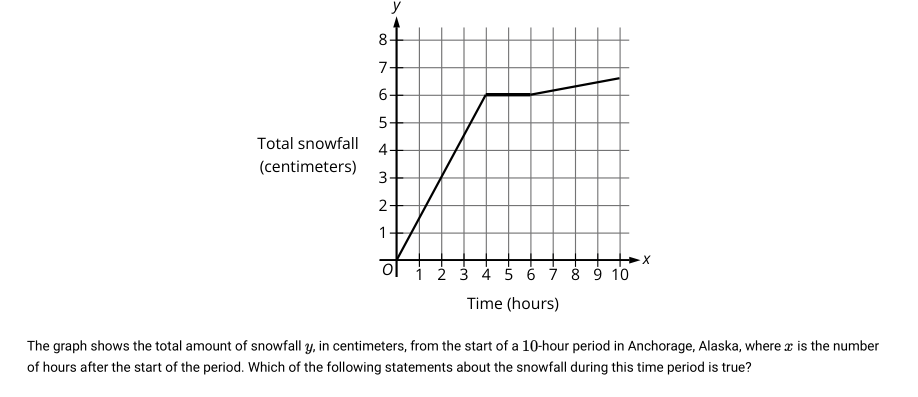 y
8
7
6
5
4
3
2
1
Total snowfall
(centimeters)
O
1 2 3 4 5 6 7 8 9 10
x
Time (hours)
The graph shows the total amount of snowfall y, in centimeters, from the start of a 10-hour period in Anchorage, Alaska, where x is the number
of hours after the start of the period. Which of the following statements about the snowfall during this time period is true?